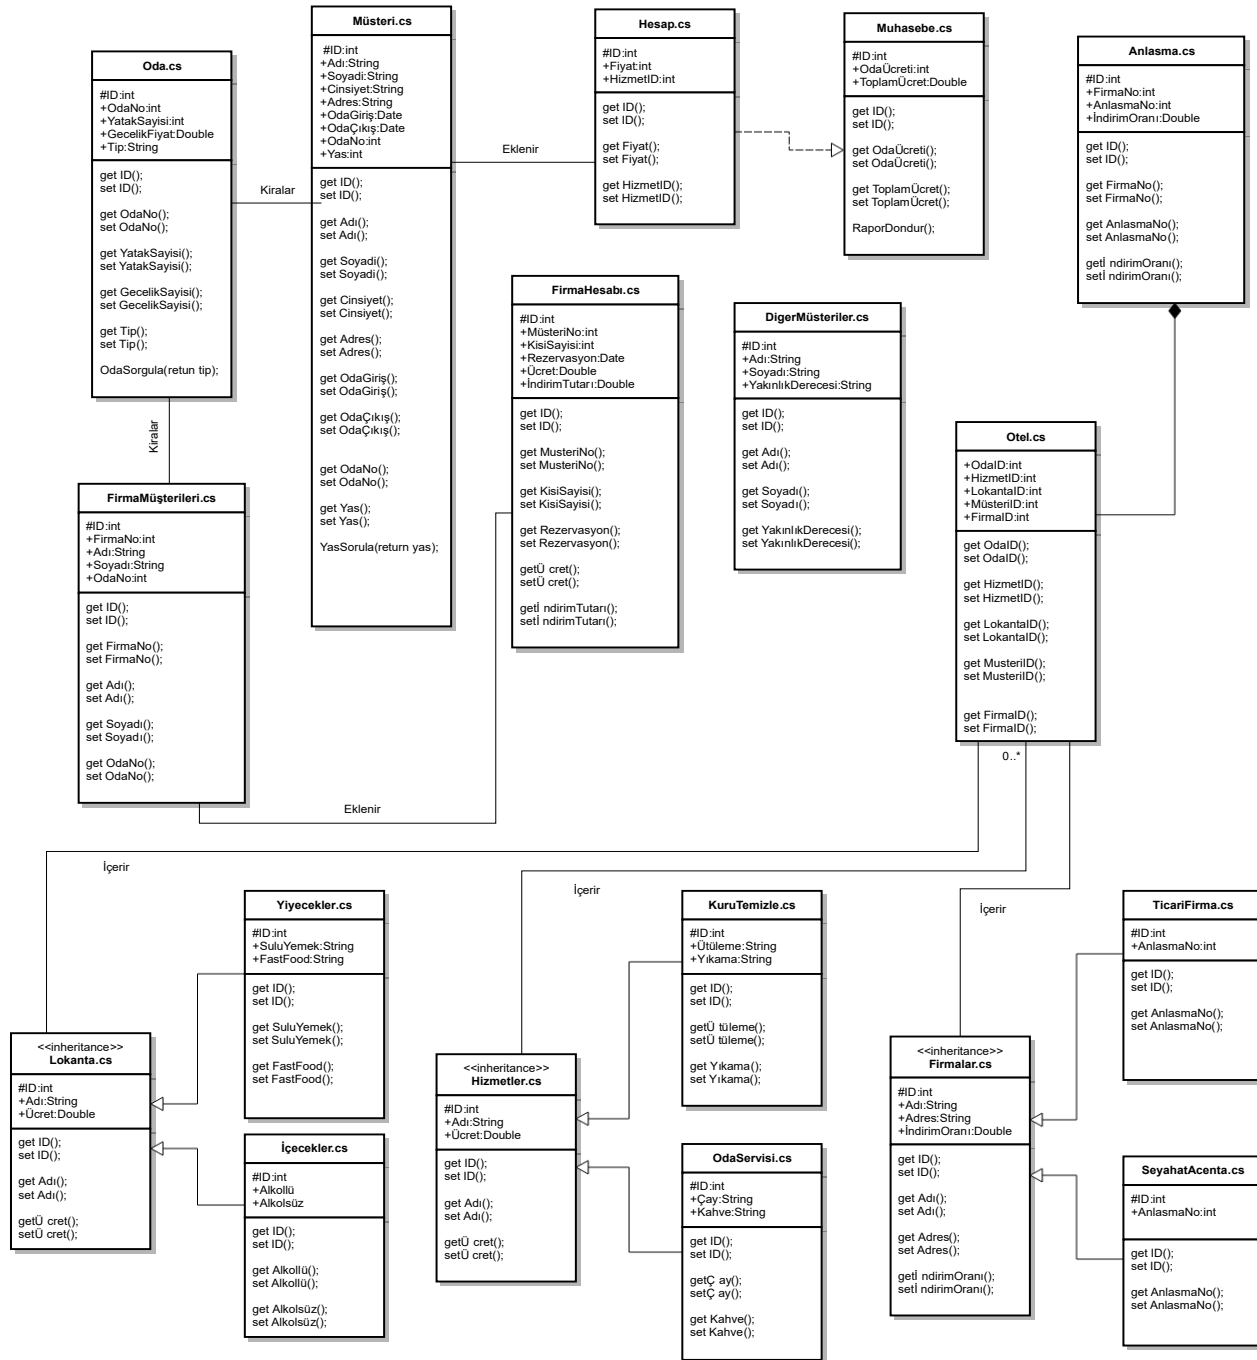 Oda.cs
#ID:int
+OdaNo:int
+YatakSayisi:int
+GecelikFiyat:Double
+Tip:String
get ID();
set ID();
get OdaNo();
set OdaNo();
get YatakSayisi();
set YatakSayisi();
get GecelikSayisi();
set GecelikSayisi();
get Tip();
set Tip();
OdaSorgula(retun tip);
Kiralar
Müsteri.cs
#ID:int
+Adı:String
+Soyadi:String
+Cinsiyet:String
+Adres:String
+OdaGiriş:Date
+OdaÇıkış:Date
+OdaNo:int
+Yas:int
get ID();
set ID();
get Adı();
set Adı();
get Soyadi();
set Soyadi();
get Cinsiyet();
set Cinsiyet();
get Adres();
set Adres();
get OdaGiriş();
set OdaGiriş();
get OdaÇıkış();
set OdaÇıkış();
get OdaNo();
set OdaNo();
get Yas();
set Yas();
YasSorula(return yas);
Eklenir
Hesap.cs
#ID:int
+Fiyat:int
+HizmetID:int
get ID();
set ID();
get Fiyat();
set Fiyat();
get HizmetID();
set HizmetID();
Muhasebe.cs
#ID:int
+OdaÜcreti:int
+ToplamÜcret:Double
get ID();
set ID();
get OdaÜcreti();
set OdaÜcreti();
get ToplamÜcret();
set ToplamÜcret();
RaporDondur();
Anlasma.cs
#ID:int
+FirmaNo:int
+AnlasmaNo:int
+İndirimOranı:Double
get ID();
set ID();
get FirmaNo();
set FirmaNo();
get AnlasmaNo();
set AnlasmaNo();
getİ ndirimOranı();
setİ ndirimOranı();
FirmaHesabı.cs
#ID:int
+MüsteriNo:int
+KisiSayisi:int
+Rezervasyon:Date
+Ücret:Double
+İndirimTutarı:Double
get ID();
set ID();
get MusteriNo();
set MusteriNo();
get KisiSayisi();
set KisiSayisi();
get Rezervasyon();
set Rezervasyon();
getÜ cret();
setÜ cret();
getİ ndirimTutarı();
setİ ndirimTutarı();
DigerMüsteriler.cs
#ID:int
+Adı:String
+Soyadı:String
+YakınlıkDerecesi:String
get ID();
set ID();
get Adı();
set Adı();
get Soyadı();
set Soyadı();
get YakınlıkDerecesi();
set YakınlıkDerecesi();
Otel.cs
+OdaID:int
+HizmetID:int
+LokantaID:int
+MüsteriID:int
+FirmaID:int
get OdaID();
set OdaID();
get HizmetID();
set HizmetID();
get LokantaID();
set LokantaID();
get MusteriID();
set MusteriID();
get FirmaID();
set FirmaID();
0..*
Kiralar
FirmaMüşterileri.cs
#ID:int
+FirmaNo:int
+Adı:String
+Soyadı:String
+OdaNo:int
get ID();
set ID();
get FirmaNo();
set FirmaNo();
get Adı();
set Adı();
get Soyadı();
set Soyadı();
get OdaNo();
set OdaNo();
Eklenir
İçerir
İçerir
İçerir
Yiyecekler.cs
#ID:int
+SuluYemek:String
+FastFood:String
get ID();
set ID();
get SuluYemek();
set SuluYemek();
get FastFood();
set FastFood();
<<inheritance>>
Lokanta.cs
#ID:int
+Adı:String
+Ücret:Double
get ID();
set ID();
get Adı();
set Adı();
getÜ cret();
setÜ cret();
İçecekler.cs
#ID:int
+Alkollü
+Alkolsüz
get ID();
set ID();
get Alkollü();
set Alkollü();
get Alkolsüz();
set Alkolsüz();
KuruTemizle.cs
#ID:int
+Ütüleme:String
+Yıkama:String
get ID();
set ID();
getÜ tüleme();
setÜ tüleme();
get Yıkama();
set Yıkama();
<<inheritance>>
Hizmetler.cs
#ID:int
+Adı:String
+Ücret:Double
get ID();
set ID();
get Adı();
set Adı();
getÜ cret();
setÜ cret();
OdaServisi.cs
#ID:int
+Çay:String
+Kahve:String
get ID();
set ID();
getÇ ay();
setÇ ay();
get Kahve();
set Kahve();
TicariFirma.cs
#ID:int
+AnlasmaNo:int
get ID();
set ID();
get AnlasmaNo();
set AnlasmaNo();
<<inheritance>>
Firmalar.cs
#ID:int
+Adı:String
+Adres:String
+İndirimOranı:Double
get ID();
set ID();
get Adı();
set Adı();
get Adres();
set Adres();
getİ ndirimOranı();
setİ ndirimOranı();
SeyahatAcenta.cs
#ID:int
+AnlasmaNo:int
get ID();
set ID();
get AnlasmaNo();
set AnlasmaNo();